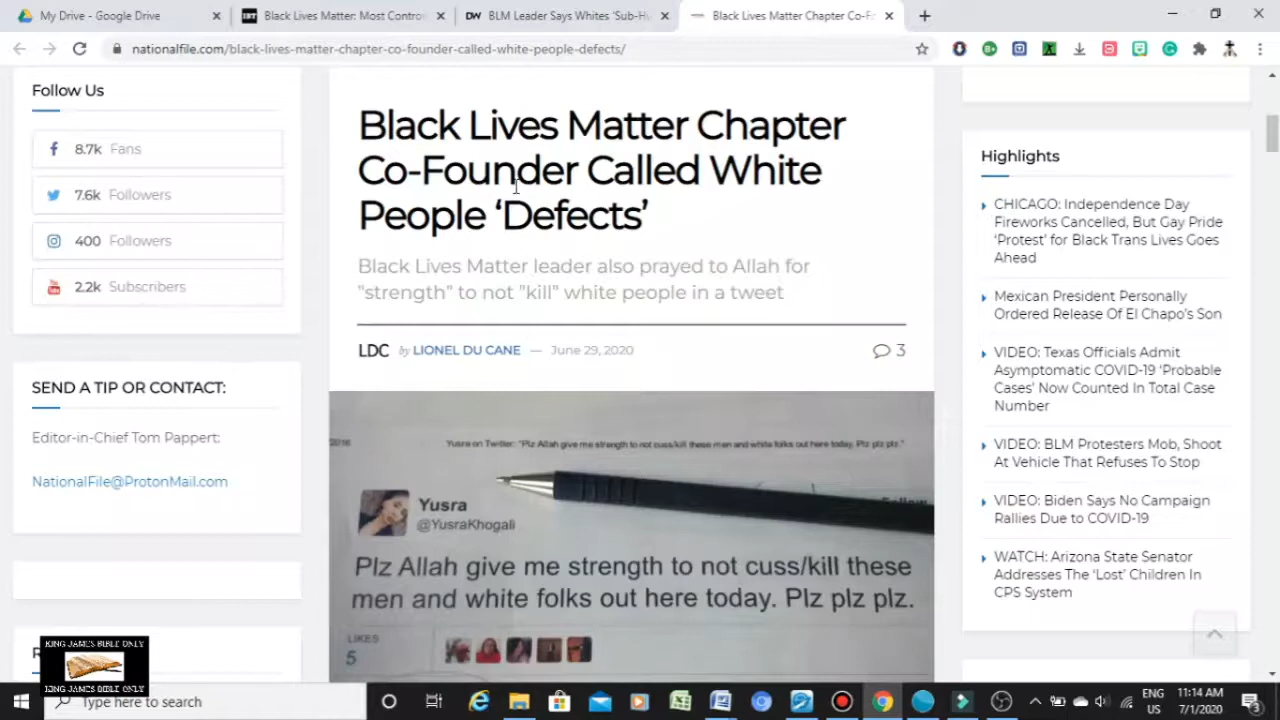 My Drive - Google Drive
Black Lives Matter: Most Contro
DW BLM Leader Says Whites 'Sub-H
Black Lives Matter Chapter Co-F
nationalfile.com/black-lives-matter-chapter-co-founder-called-white-people-defects/
Follow Us
8.7k Fans
7.6k Followers
400 Followers
2.2k Subscribers
SEND A TIP OR CONTACT:
Editor-in-Chief Tom Pappert:
NationalFile@ProtonMail.com
Black Lives Matter Chapter
Co-Founder Called White
People ‘Defects’
Black Lives Matter leader also prayed to Allah for
"strength" to not "kill" white people in a tweet
LDC by LIONEL DU CANE — June 29, 2020
3
Yusra on Twitter: "Plz Allah give me strength to not cuss/kill these men and white folks out here today. Plz plz plz."
Yusra
@YusraKhogali
Plz Allah give me strength to not cuss/kill these
men and white folks out here today. Plz plz plz.
LIKES
5
Highlights
CHICAGO: Independence Day
Fireworks Cancelled, But Gay Pride
‘Protest’ for Black Trans Lives Goes
Ahead
Mexican President Personally
Ordered Release Of El Chapo’s Son
VIDEO: Texas Officials Admit
Asymptomatic COVID-19 ‘Probable
Cases’ Now Counted In Total Case
Number
VIDEO: BLM Protesters Mob, Shoot
At Vehicle That Refuses To Stop
VIDEO: Biden Says No Campaign
Rallies Due to COVID-19
WATCH: Arizona State Senator
Addresses The ‘Lost’ Children In
CPS System
KING JAMES BIBLE ONLY
KING JAMES BIBLE ONLY
Type here to search
ENG
US
11:14 AM
7/1/2020
3